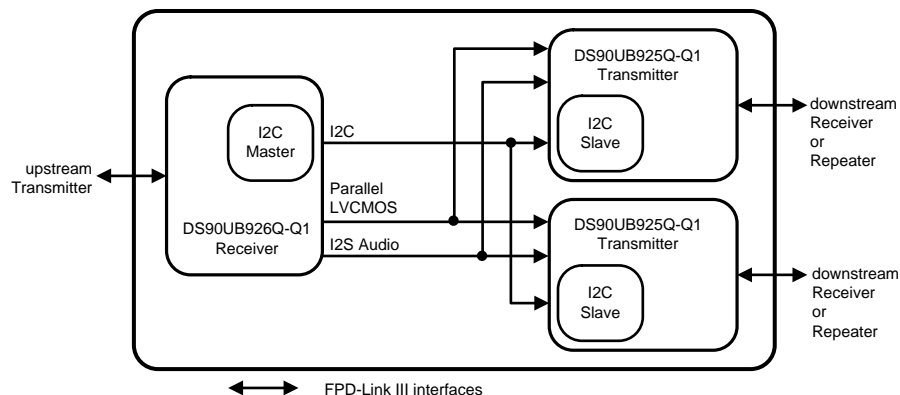 DS90UB925Q-Q1
Transmitter
I2C
Slave
downstream
Receiver
or
Repeater
I2C
Master
I2C
upstream
Transmitter
Parallel
LVCMOS
DS90UB926Q-Q1
Receiver
I2S Audio
DS90UB925Q-Q1
Transmitter
I2C
Slave
downstream
Receiver
or
Repeater
FPD-Link III interfaces